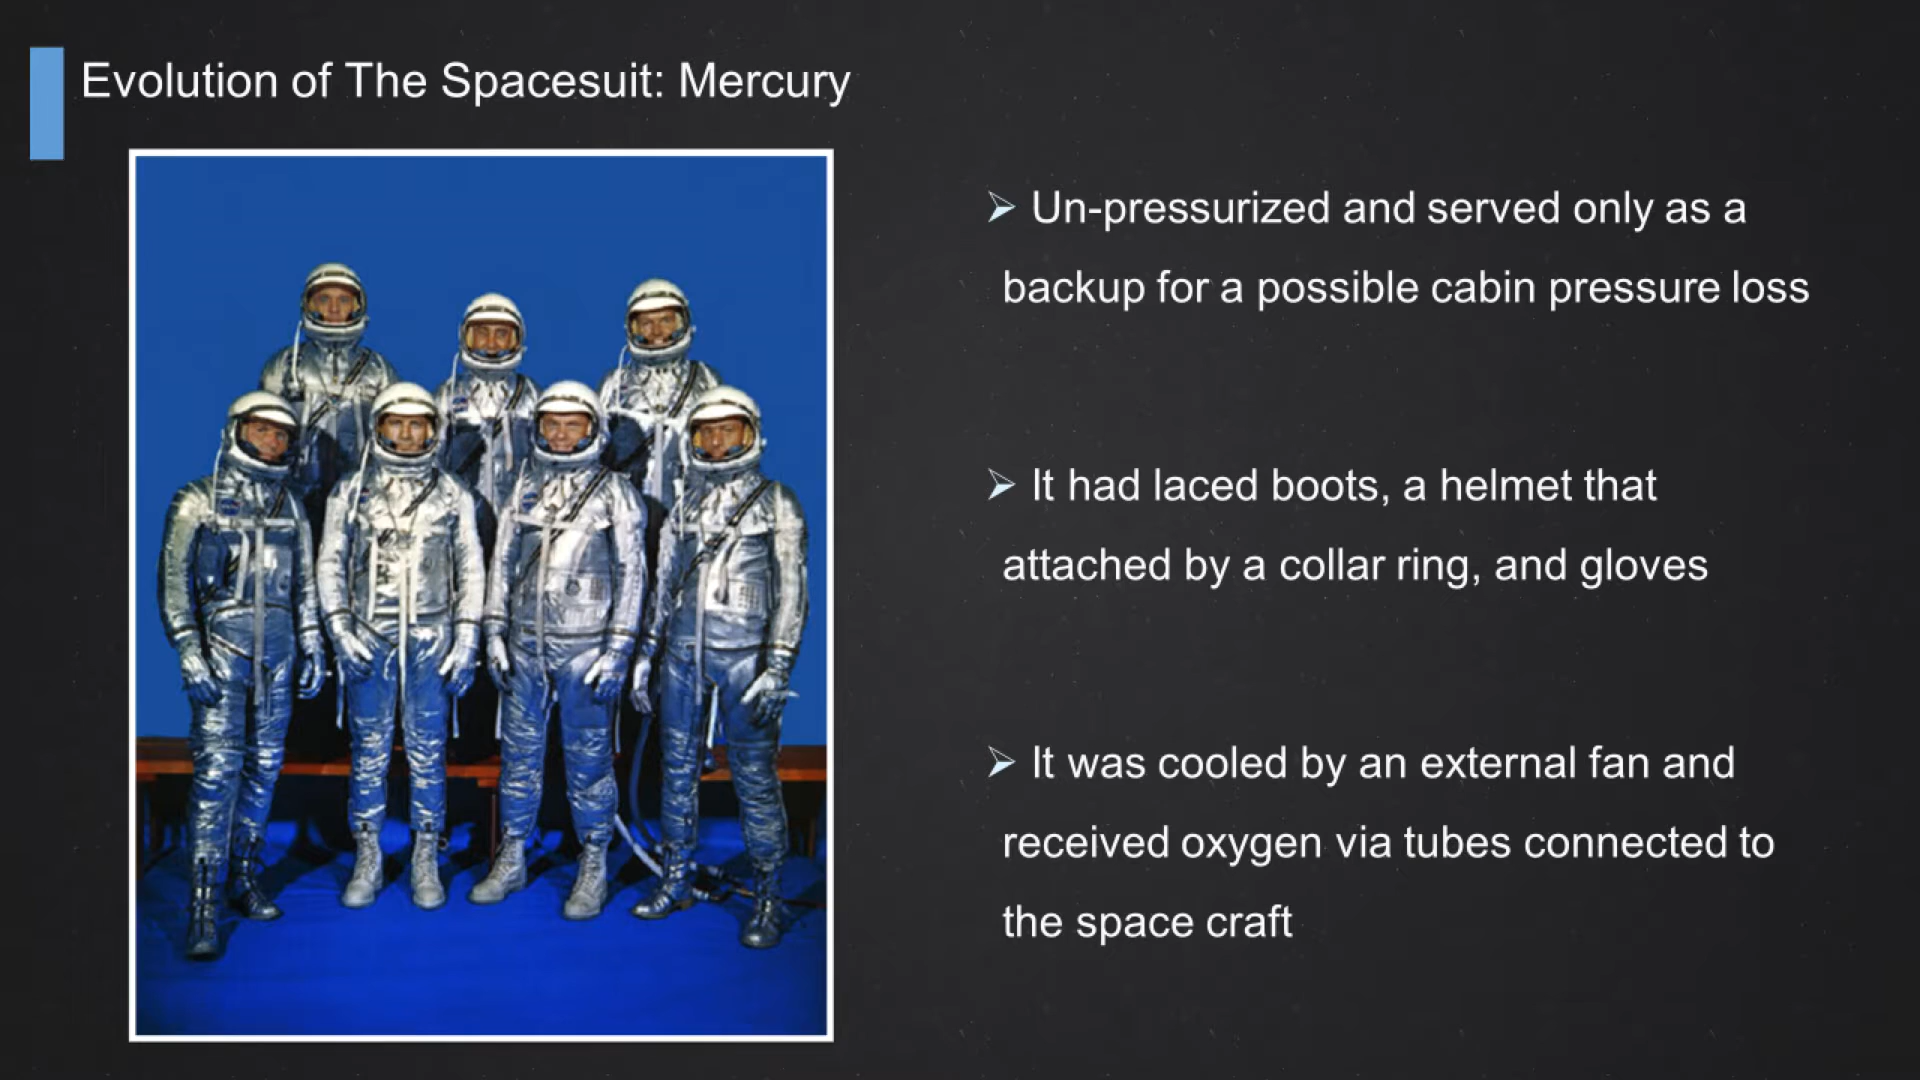 Evolution of The Spacesuit: Mercury
➢ Un-pressurized and served only as a
backup for a possible cabin pressure loss
➢ It had laced boots, a helmet that
attached by a collar ring, and gloves
➢ It was cooled by an external fan and
received oxygen via tubes connected to
the space craft